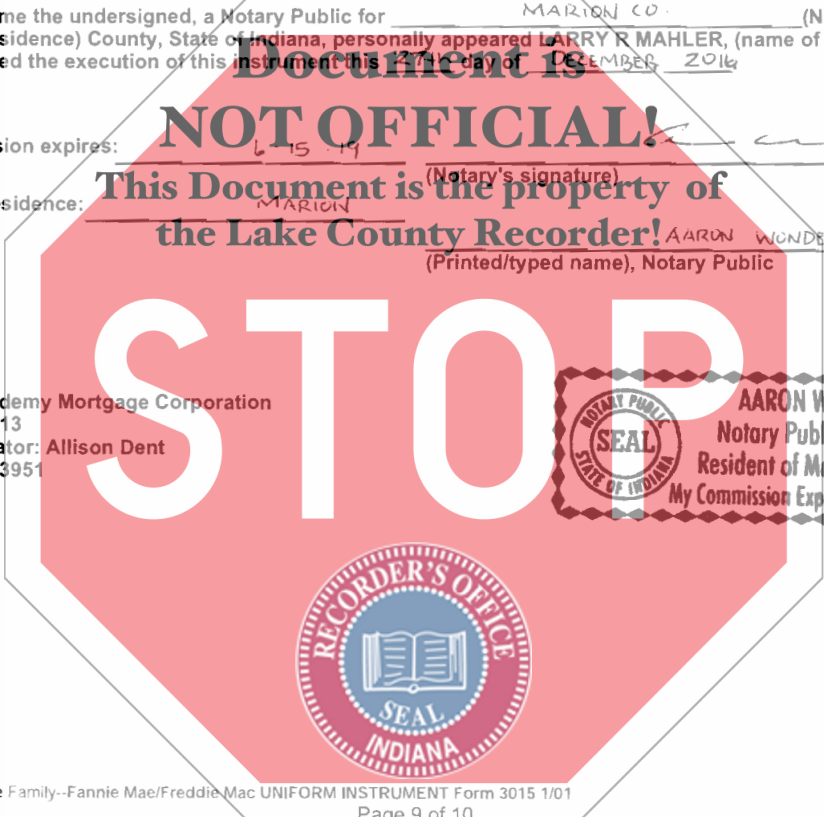 me the undersigned, a Notary Public for MARION CO. (N
sidence) County, State of Indiana, personally appeared LARRY R MAHLER, (name of
ed the execution of this instrument this 27th day of DECEMBER 2016
Document is
NOT OFFICIAL!
This Document is the property of
the Lake County Recorder!
sion expires: 6-15-19
(Notary's signature)
sidence: MARION
AARON WONDE
(Printed/typed name), Notary Public
STOP
demy Mortgage Corporation
13
ator: Allison Dent
3951
NOTARY PUBLIC
SEAL
STATE OF INDIANA
AARON W
Notary Publ
Resident of Ma
My Commission Exp
RECORDER'S OFFICE
SEAL
INDIANA
e Family--Fannie Mae/Freddie Mac UNIFORM INSTRUMENT Form 3015 1/01
Page 9 of 10